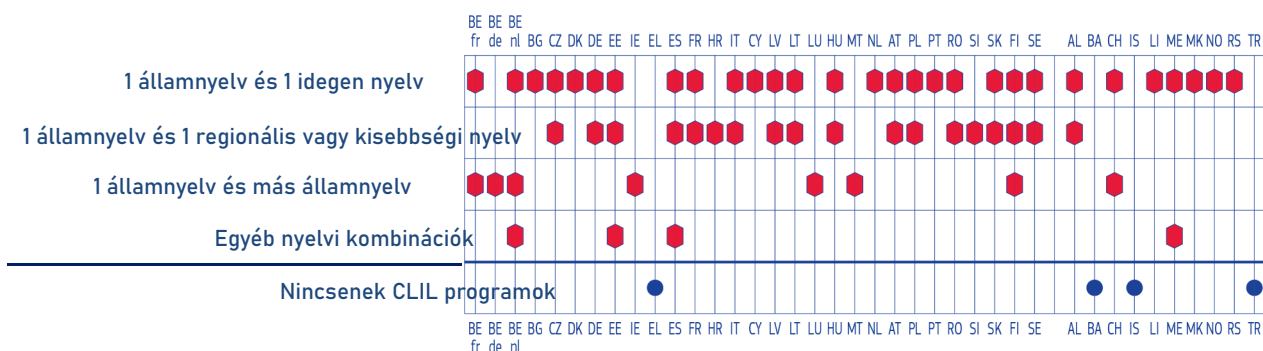 BE BE BE
fr de nl BG CZ DK DE EE IE EL ES FR HR IT CY LV LT LU HU MT NL AT PL PT RO SI SK FI SE AL BA CH IS LI ME MK NO RS TR
1 államnyelv és 1 idegen nyelv
1 államnyelv és 1 regionális vagy kisebbségi nyelv
1 államnyelv és más államnyelv
Egyéb nyelvi kombinációk
Nincsenek CLIL programok
BE BE BE BG CZ DK DE EE IE EL ES FR HR IT CY LV LT LU HU MT NL AT PL PT RO SI SK FI SE AL BA CH IS LI ME MK NO RS TR
fr de nl